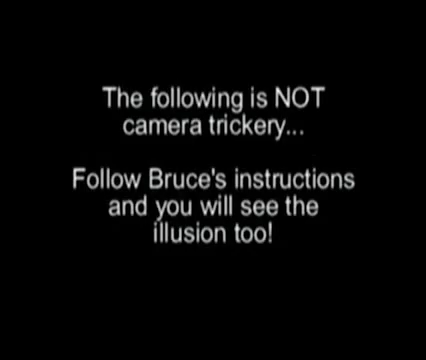 The following is NOT
camera trickery...
Follow Bruce's instructions
and you will see the
illusion too!